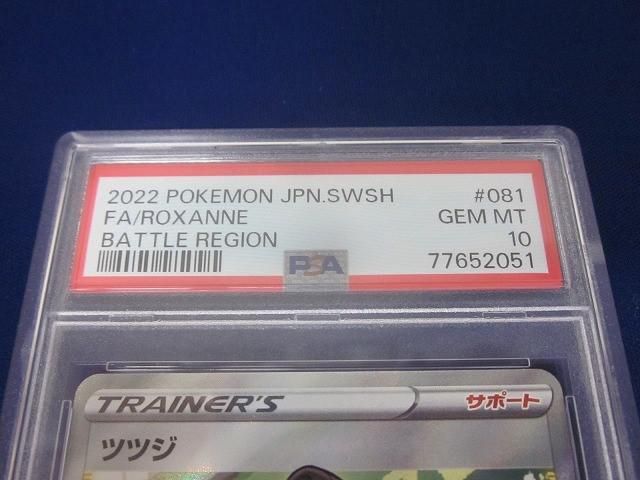 2022 POKEMON JPN.SWSH #081
FA/ROXANNE GEM MT
BATTLE REGION 10
PSA 77652051
TRAINER'S サポート
ツツジ